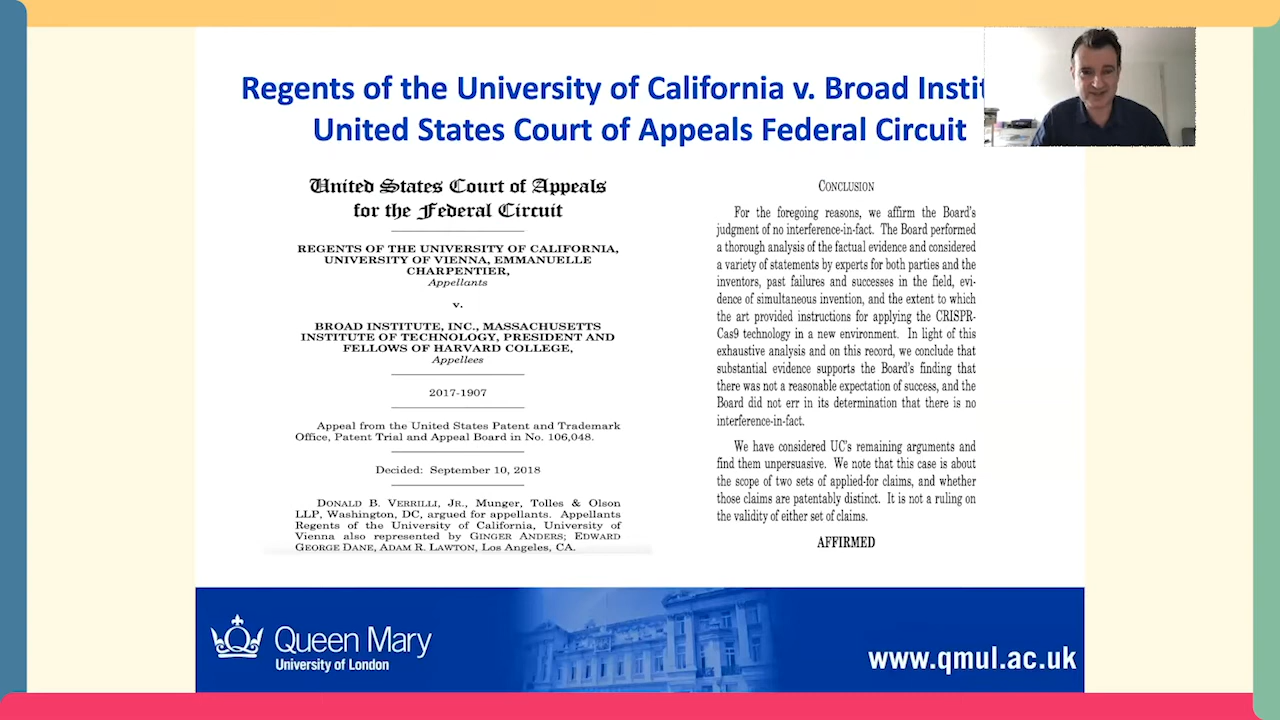 Regents of the University of California v. Broad Instit
United States Court of Appeals Federal Circuit
United States Court of Appeals
for the Federal Circuit
REGENTS OF THE UNIVERSITY OF CALIFORNIA,
UNIVERSITY OF VIENNA, EMMANUELLE
CHARPENTIER,
Appellants
v.
BROAD INSTITUTE, INC., MASSACHUSETTS
INSTITUTE OF TECHNOLOGY, PRESIDENT AND
FELLOWS OF HARVARD COLLEGE,
Appellees
2017-1907
Appeal from the United States Patent and Trademark
Office, Patent Trial and Appeal Board in No. 106,048.
Decided: September 10, 2018
DONALD B. VERRILLI, JR., Munger, Tolles & Olson
LLP, Washington, DC, argued for appellants. Appellants
Regents of the University of California, University of
Vienna also represented by GINGER ANDERS; EDWARD
GEORGE DANE, ADAM R. LAWTON, Los Angeles, CA.
CONCLUSION
For the foregoing reasons, we affirm the Board's
judgment of no interference-in-fact. The Board performed
a thorough analysis of the factual evidence and considered
a variety of statements by experts for both parties and the
inventors, past failures and successes in the field, evi-
dence of simultaneous invention, and the extent to which
the art provided instructions for applying the CRISPR-
Cas9 technology in a new environment. In light of this
exhaustive analysis and on this record, we conclude that
substantial evidence supports the Board's finding that
there was not a reasonable expectation of success, and the
Board did not err in its determination that there is no
interference-in-fact.
We have considered UC's remaining arguments and
find them unpersuasive. We note that this case is about
the scope of two sets of applied-for claims, and whether
those claims are patentably distinct. It is not a ruling on
the validity of either set of claims.
AFFIRMED
Queen Mary
University of London
www.qmul.ac.uk